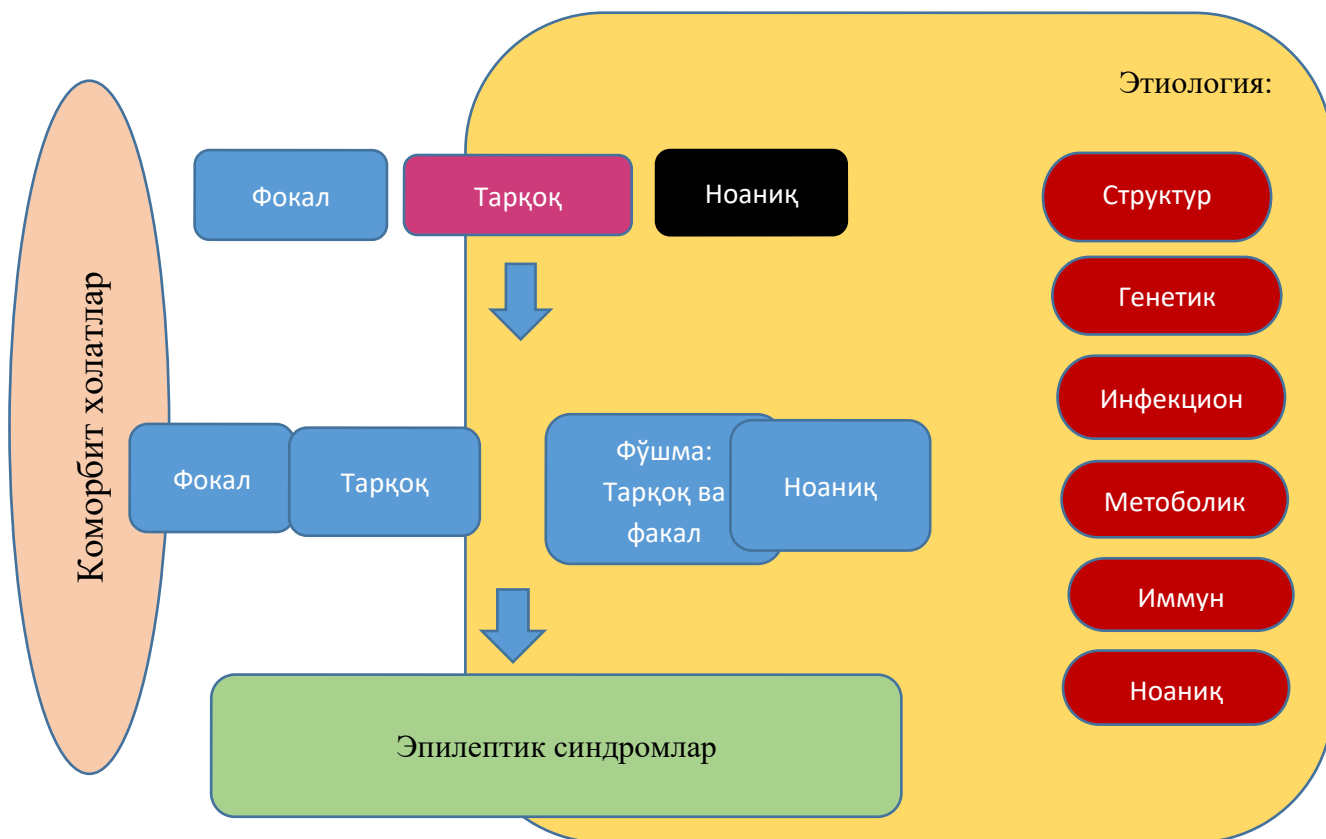 Этиология:
Коморбит холатлар
Фокал
Тарқоқ
Ноаниқ
Фокал
Тарқоқ
Фўшма:
Тарқоқ ва
факал
Ноаниқ
Эпилептик синдромлар
Структур
Генетик
Инфекцион
Метоболик
Иммун
Ноаниқ